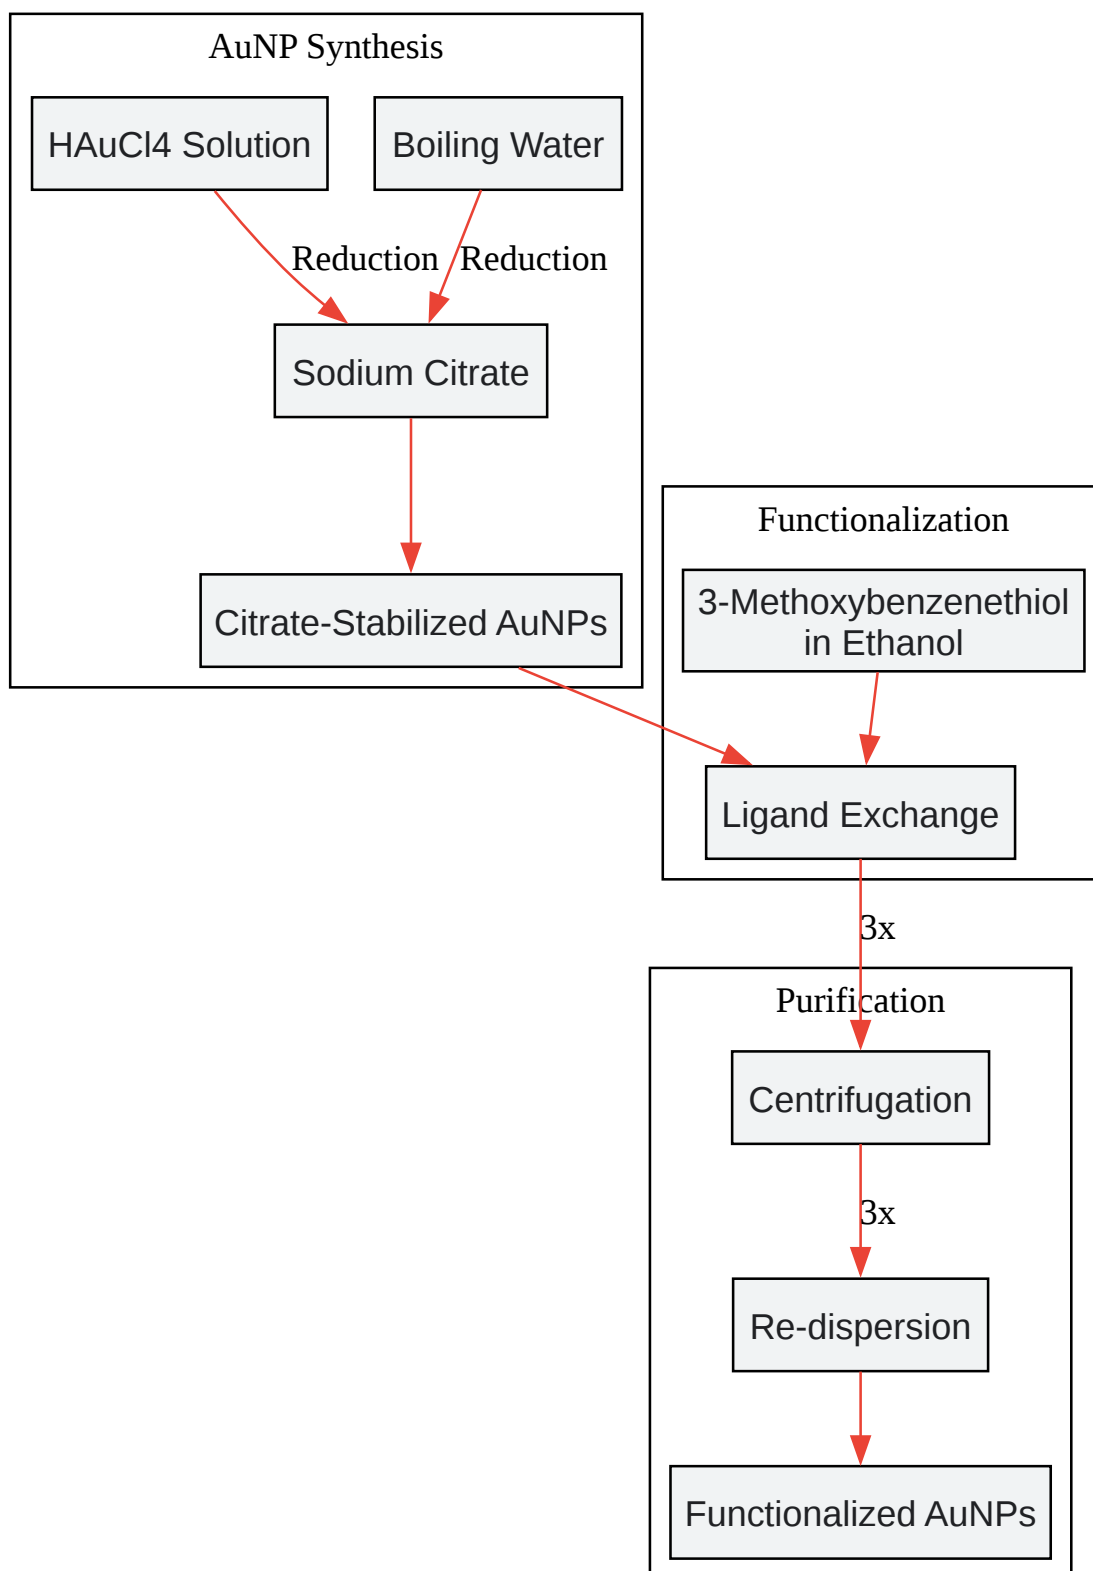 AuNP Synthesis
HAuCl4 Solution
Boiling Water
Reduction
Reduction
Sodium Citrate
Citrate-Stabilized AuNPs
Functionalization
3-Methoxybenzenethiol
in Ethanol
Ligand Exchange
3x
Purification
Centrifugation
3x
Re-dispersion
Functionalized AuNPs